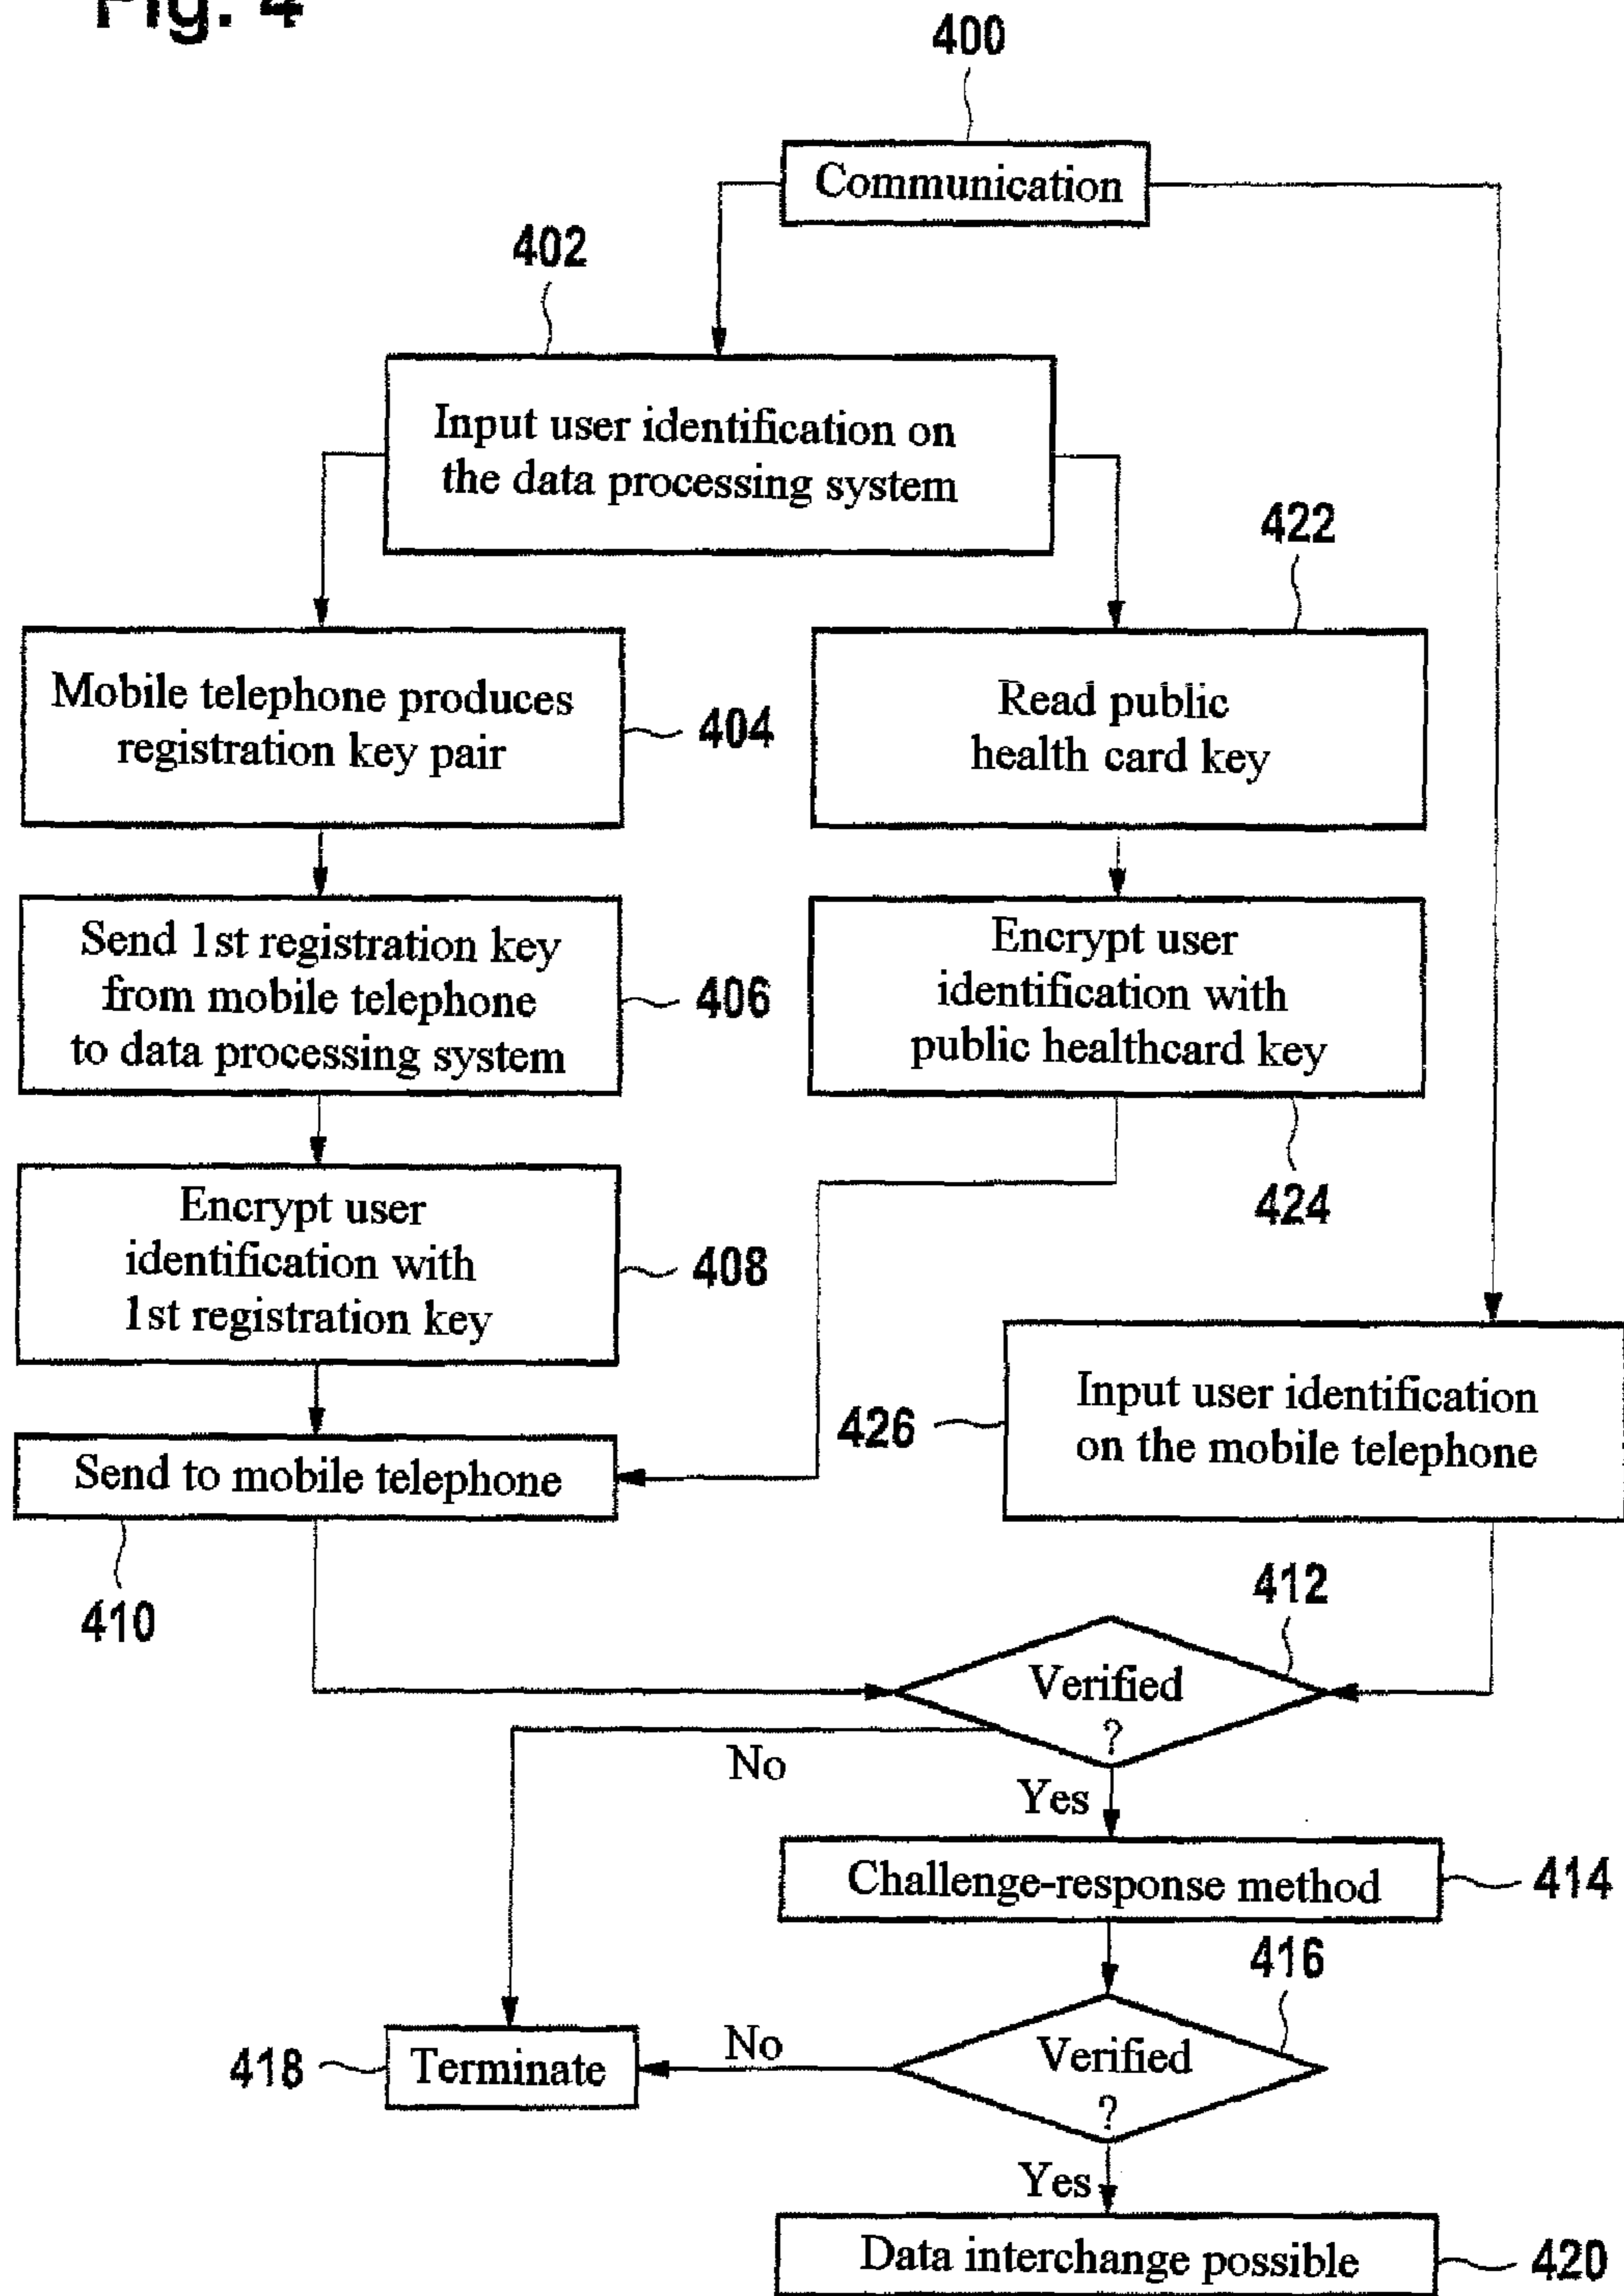 Fig. 4
400
Communication
402
Input user identification on
the data processing system
422
Mobile telephone produces
registration key pair
404
Read public
health card key
Send 1st registration key
from mobile telephone
to data processing system
406
Encrypt user
identification with
public healthcard key
424
Encrypt user
identification with
1st registration key
408
Input user identification
on the mobile telephone
426
Send to mobile telephone
410
412
Verified
?
No
Yes
Challenge-response method
414
416
Verified
?
No
418
Terminate
Yes
Data interchange possible
420